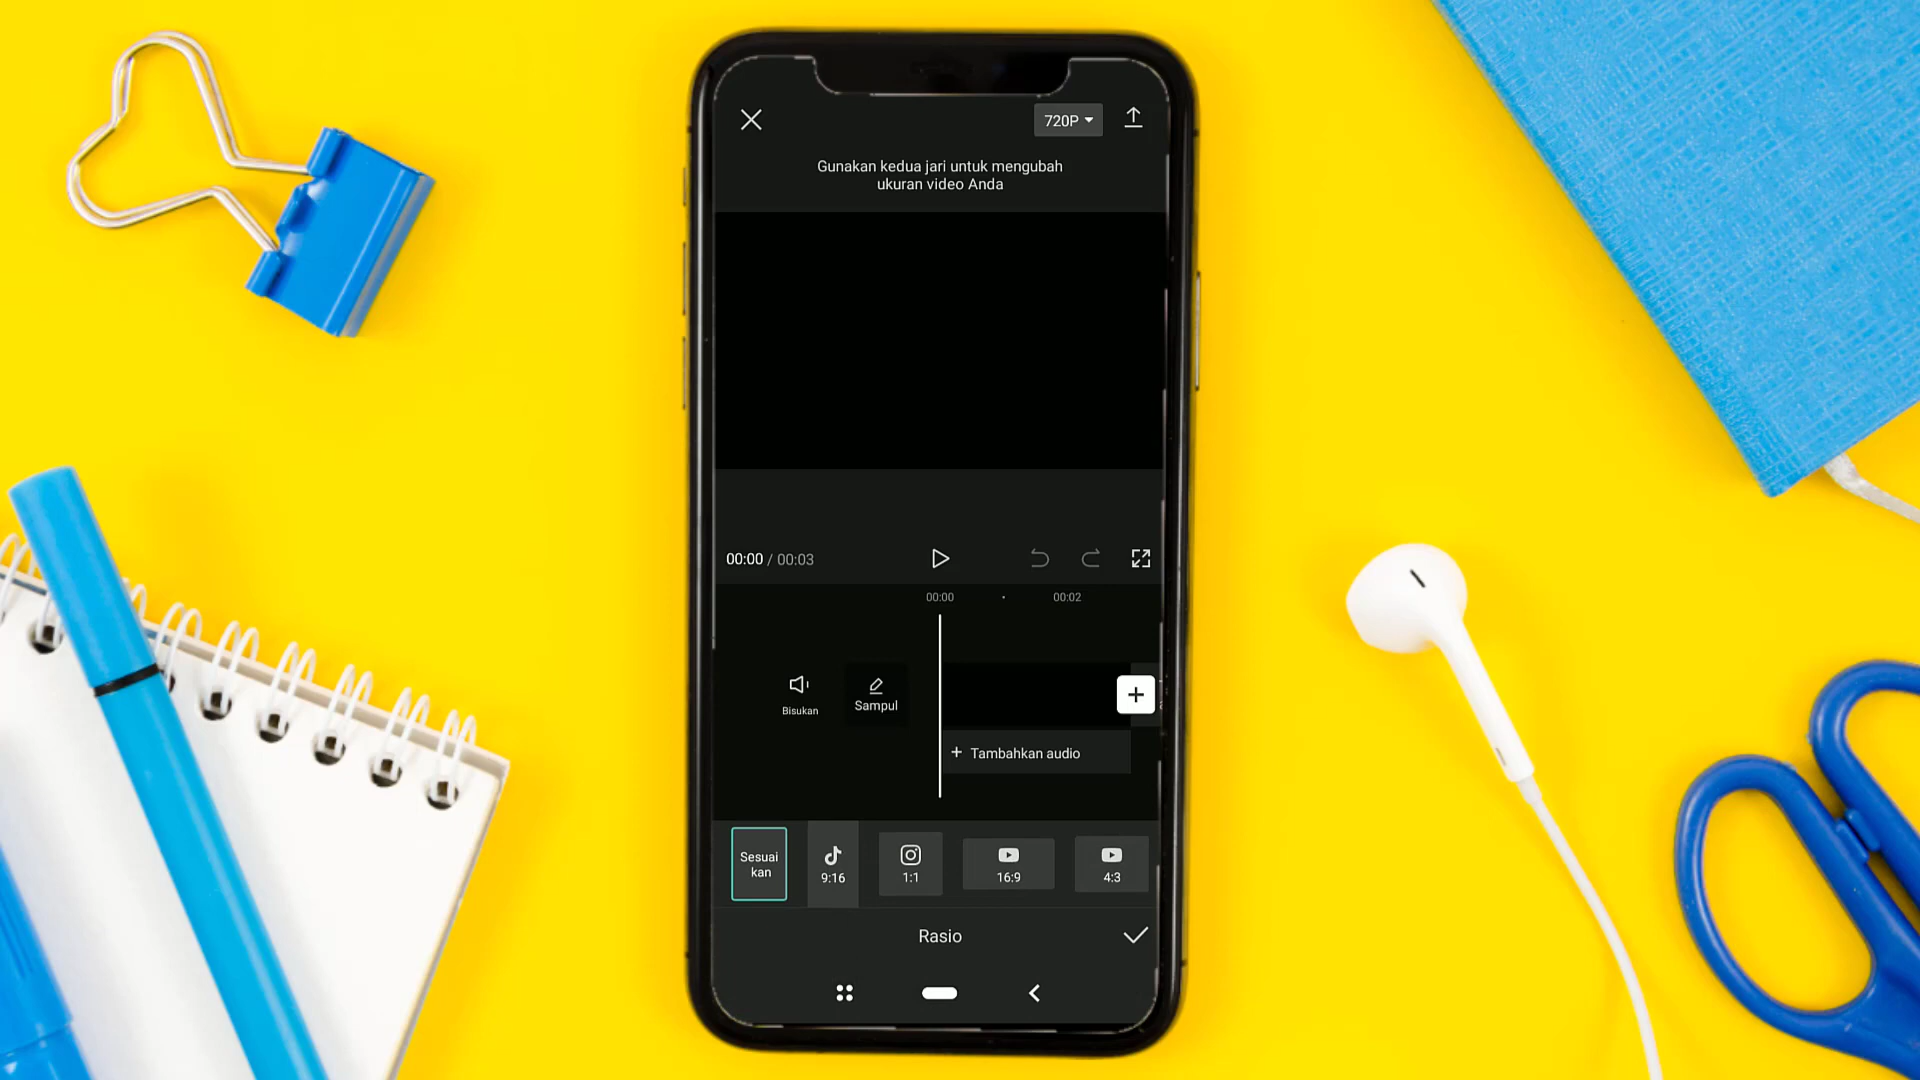 720P
Gunakan kedua jari untuk mengubah
ukuran video Anda
00:00 / 00:03
00:00
00:02
Bisukan
Sampul
+ Tambahkan audio
Sesuai
kan
9:16
1:1
16:9
4:3
Rasio